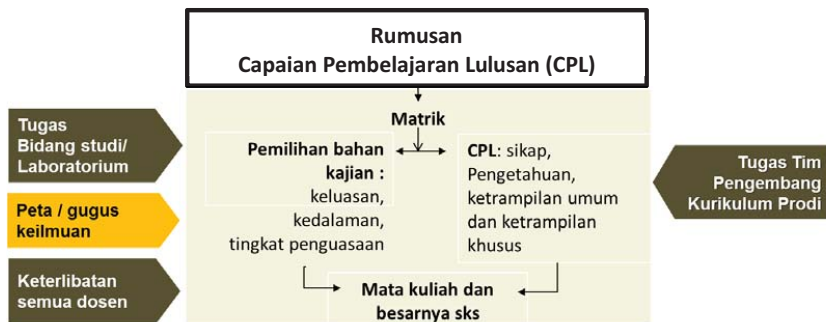 Rumusan
Capaian Pembelajaran Lulusan (CPL)
Tugas
Bidang studi/
Laboratorium
Peta / gugus
keilmuan
Keterlibatan
semua dosen
Matrik
Pemilihan bahan
kajian :
keluasan,
kedalaman,
tingkat penguasaan
CPL: sikap,
Pengetahuan,
ketrampilan umum
dan ketrampilan
khusus
Mata kuliah dan
besarnya sks
Tugas Tim
Pengembang
Kurikulum Prodi